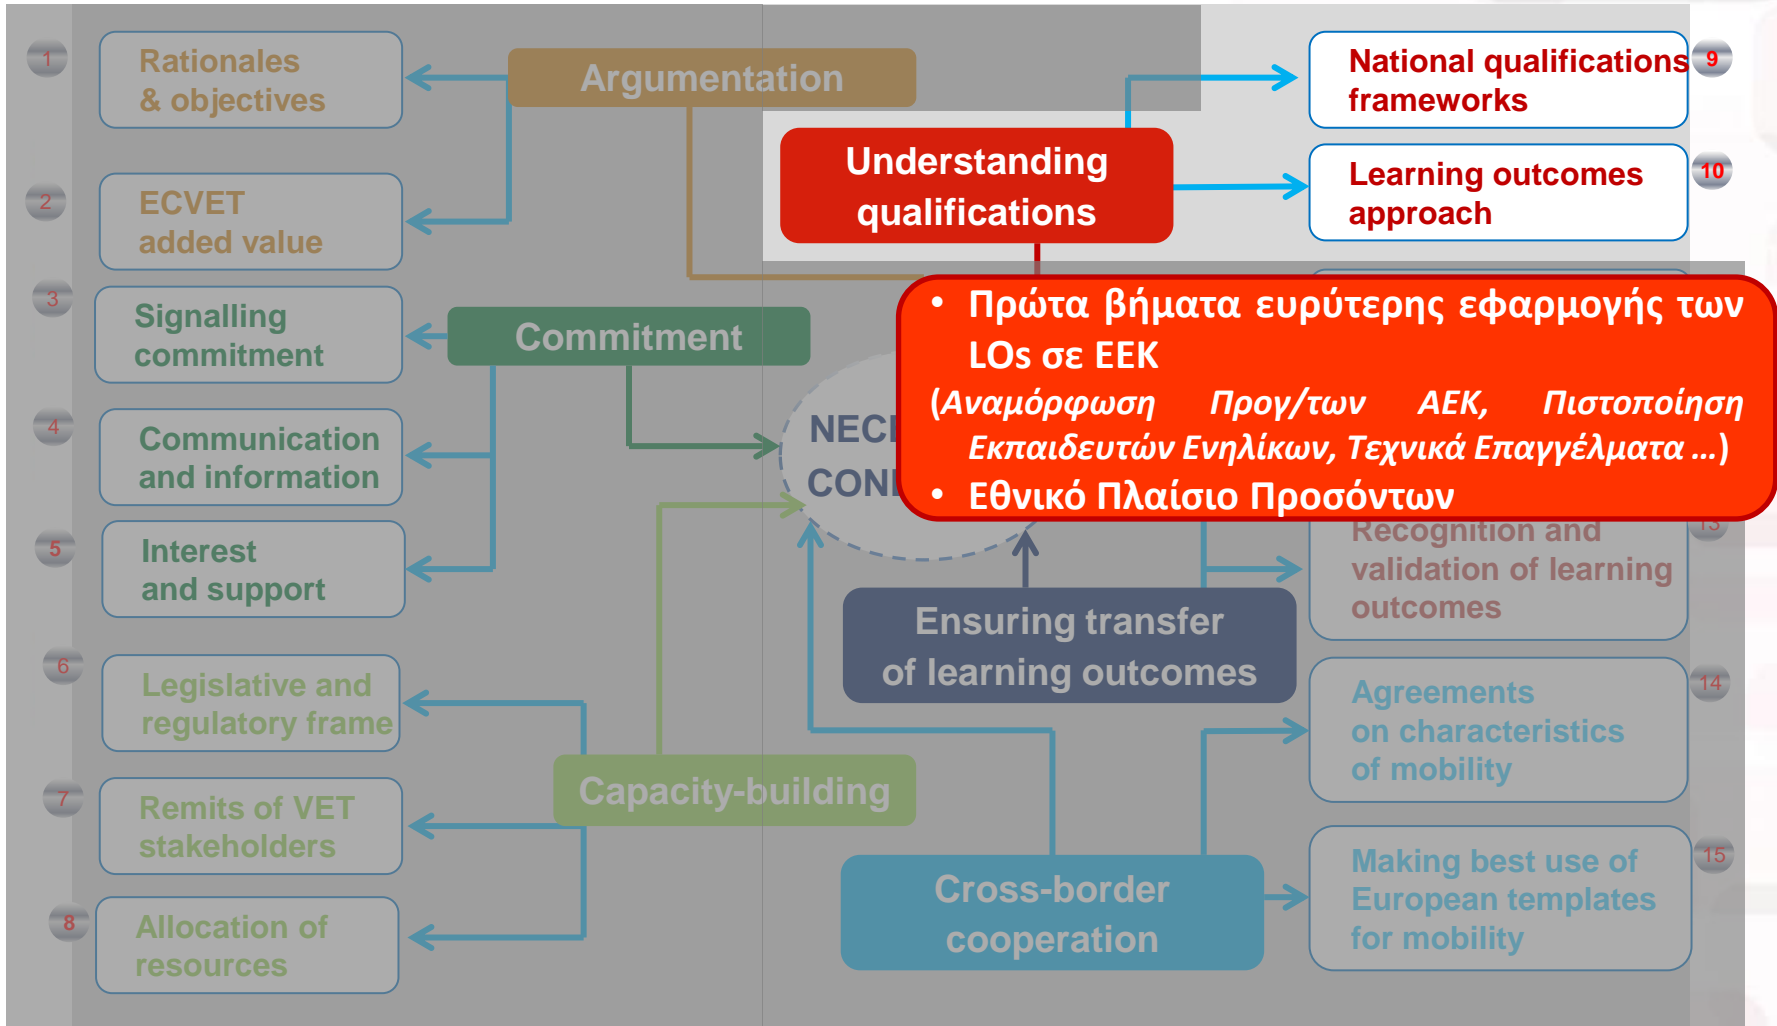 1
Rationales
& objectives
Argumentation
2
ECVET
added value
3
Signalling
commitment
Commitment
4
Communication
and information
5
Interest
and support
6
Legislative and
regulatory frame
Capacity-building
7
Remits of VET
stakeholders
8
Allocation of
resources
Understanding
qualifications
National qualifications
frameworks
9
Learning outcomes
approach
10
• Πρώτα βήματα ευρύτερης εφαρμογής των
LOs σε ΕΕΚ
(Αναμόρφωση Προγ/των ΑΕΚ, Πιστοποίηση
Εκπαιδευτών Ενηλίκων, Τεχνικά Επαγγέλματα ...)
• Εθνικό Πλαίσιο Προσόντων
Recognition and
validation of learning
outcomes
13
Ensuring transfer
of learning outcomes
Agreements
on characteristics
of mobility
14
Cross-border
cooperation
Making best use of
European templates
for mobility
15